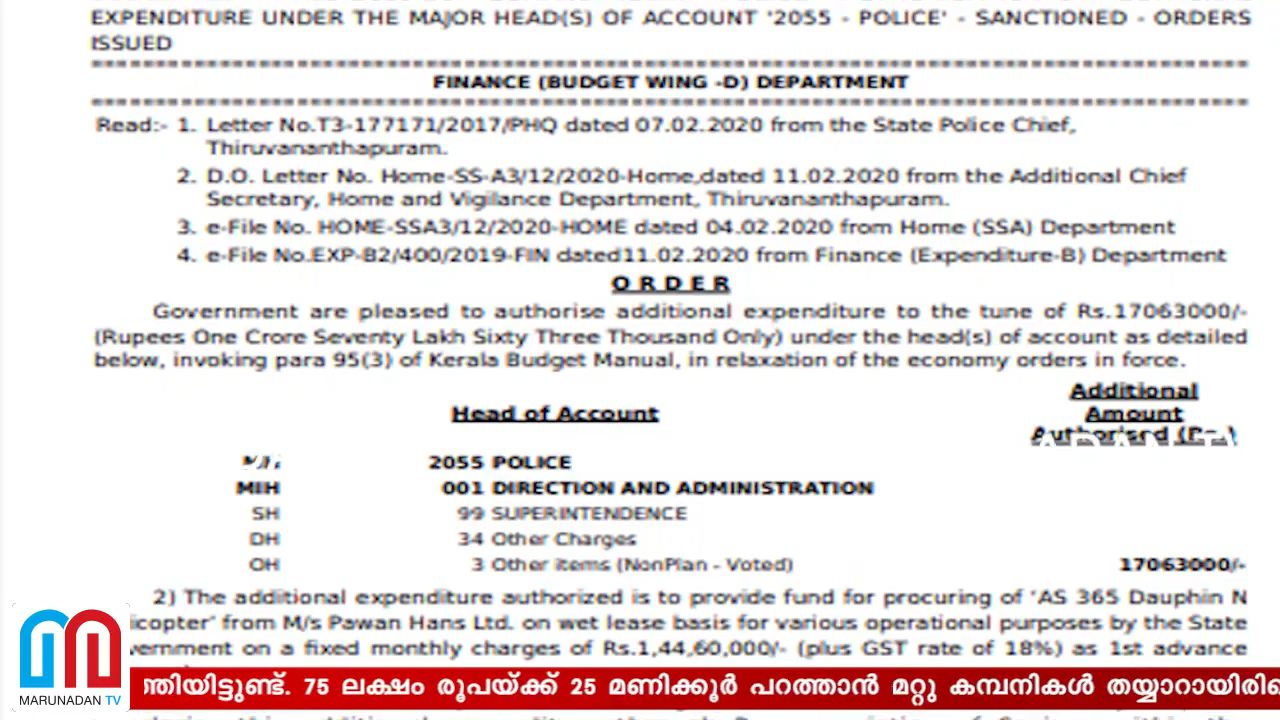 EXPENDITURE UNDER THE MAJOR HEAD(S) OF ACCOUNT '2055 - POLICE' - SANCTIONED - ORDERS
ISSUED
FINANCE (BUDGET WING -D) DEPARTMENT
Read:- 1. Letter No.T3-177171/2017/PHQ dated 07.02.2020 from the State Police Chief,
Thiruvananthapuram.
2. D.O. Letter No. Home-SS-A3/12/2020-Home,dated 11.02.2020 from the Additional Chief
Secretary, Home and Vigilance Department, Thiruvananthapuram.
3. e-File No. HOME-SSA3/12/2020-HOME dated 04.02.2020 from Home (SSA) Department
4. e-File No.EXP-B2/400/2019-FIN dated11.02.2020 from Finance (Expenditure-B) Department
O R D E R
Government are pleased to authorise additional expenditure to the tune of Rs.17063000/-
(Rupees One Crore Seventy Lakh Sixty Three Thousand Only) under the head(s) of account as detailed
below, invoking para 95(3) of Kerala Budget Manual, in relaxation of the economy orders in force.
Head of Account
Additional
Amount
Authorised (Rs.)
2055 POLICE
MIH 001 DIRECTION AND ADMINISTRATION
SH 99 SUPERINTENDENCE
DH 34 Other Charges
OH 3 Other items (NonPlan - Voted) 17063000/-
2) The additional expenditure authorized is to provide fund for procuring of 'AS 365 Dauphin N
icopter' from M/s Pawan Hans Ltd. on wet lease basis for various operational purposes by the State
vernment on a fixed monthly charges of Rs.1,44,60,000/- (plus GST rate of 18%) as 1st advance
MARUNADAN TV
ത്തിയിട്ടുണ്ട്. 75 ലക്ഷം രൂപയ്ക്ക് 25 മണിക്കൂർ പറത്താൻ മറ്റു കമ്പനികൾ തയ്യാറായിരി